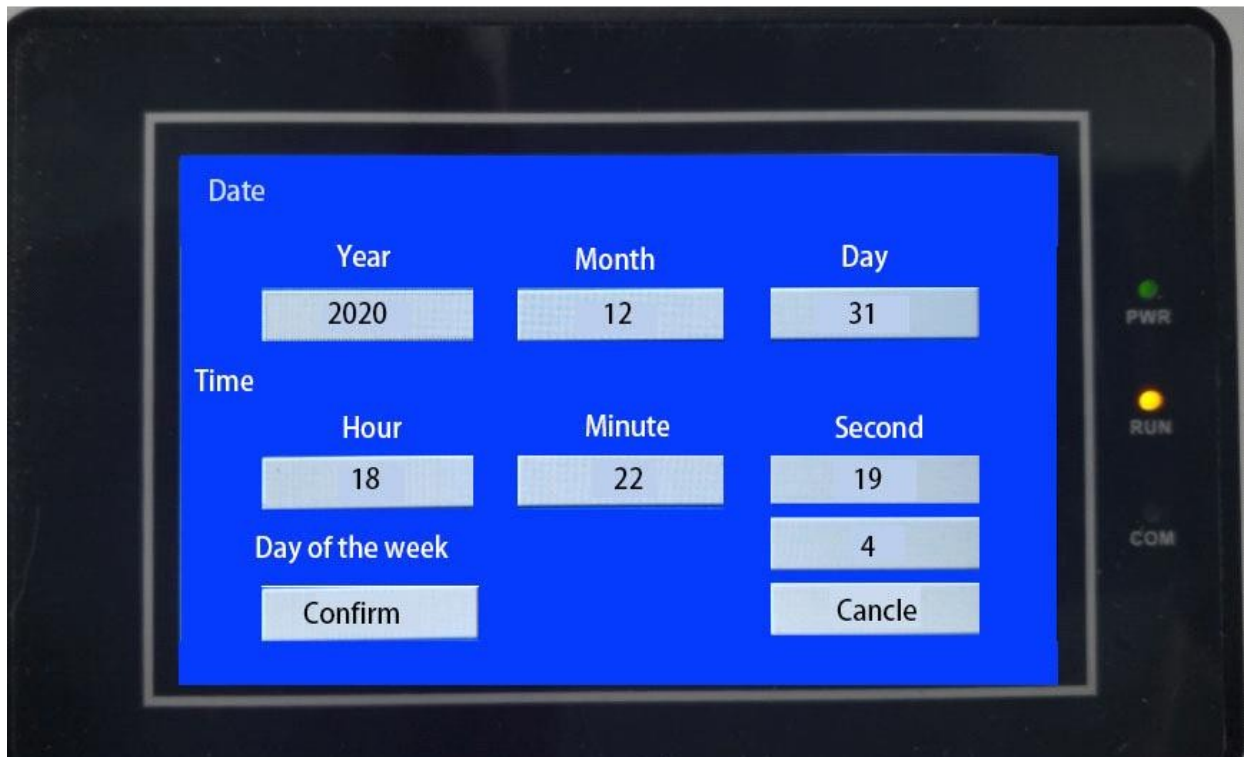 Date
Year Month Day
2020 12 31
PWR
Time
Hour Minute Second
RUN
18 22 19
Day of the week 4
COM
Confirm Cancle